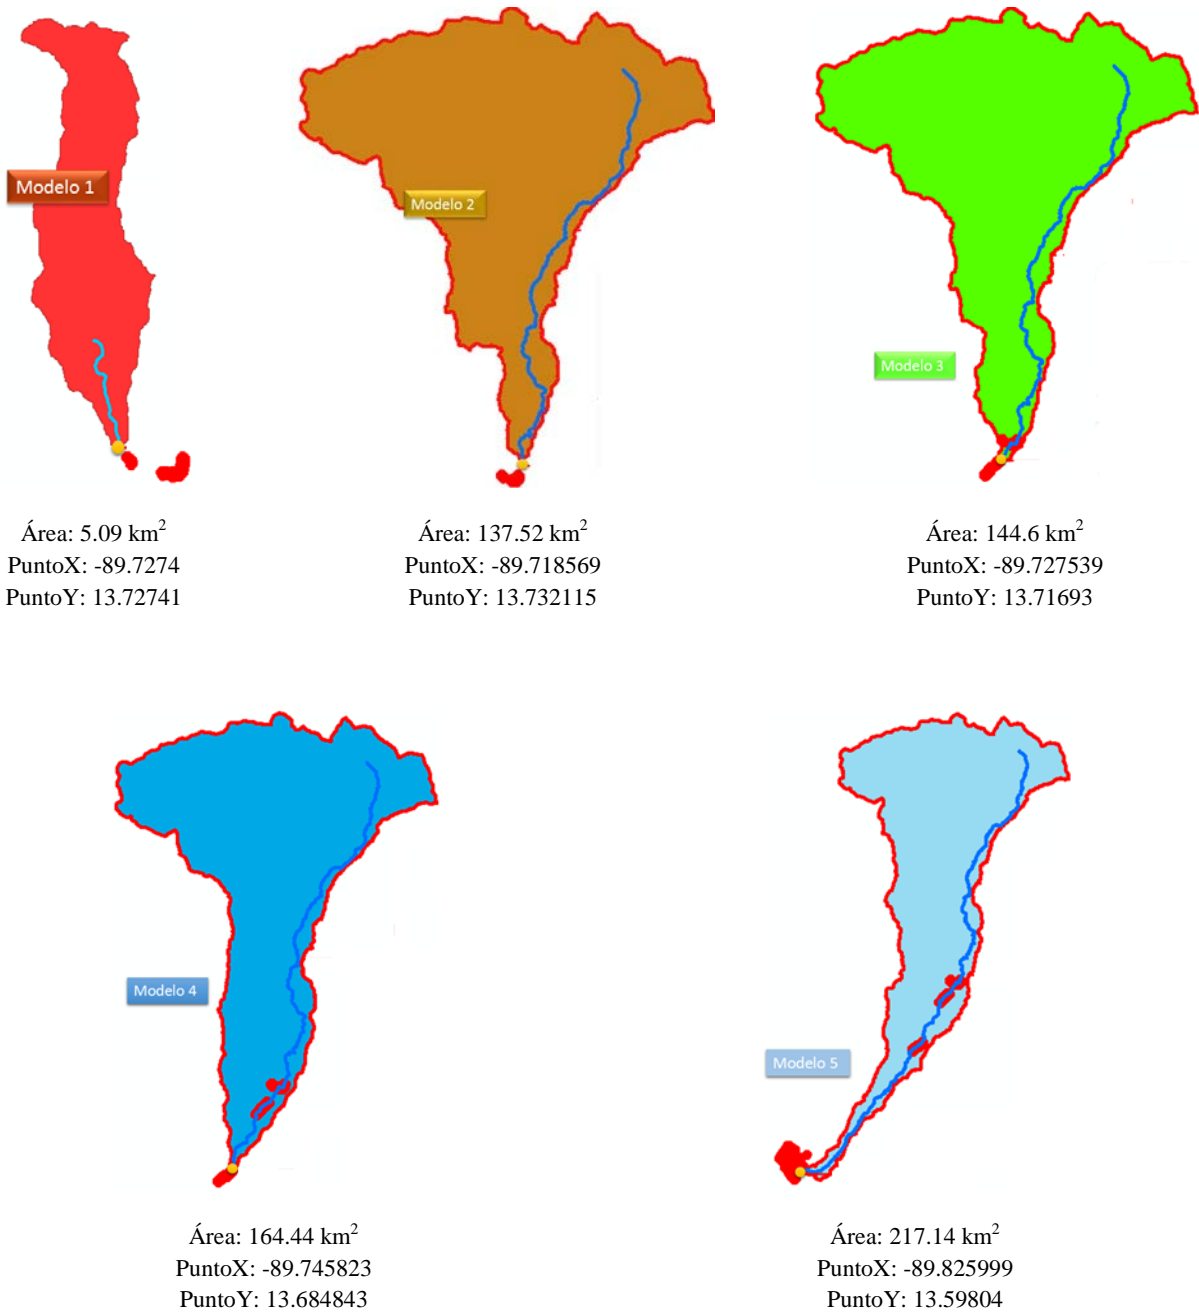 Modelo 1
Modelo 2
Modelo 3
Área: 5.09 km²
PuntoX: -89.7274
PuntoY: 13.72741
Área: 137.52 km²
PuntoX: -89.718569
PuntoY: 13.732115
Área: 144.6 km²
PuntoX: -89.727539
PuntoY: 13.71693
Modelo 4
Modelo 5
Área: 164.44 km²
PuntoX: -89.745823
PuntoY: 13.684843
Área: 217.14 km²
PuntoX: -89.825999
PuntoY: 13.59804